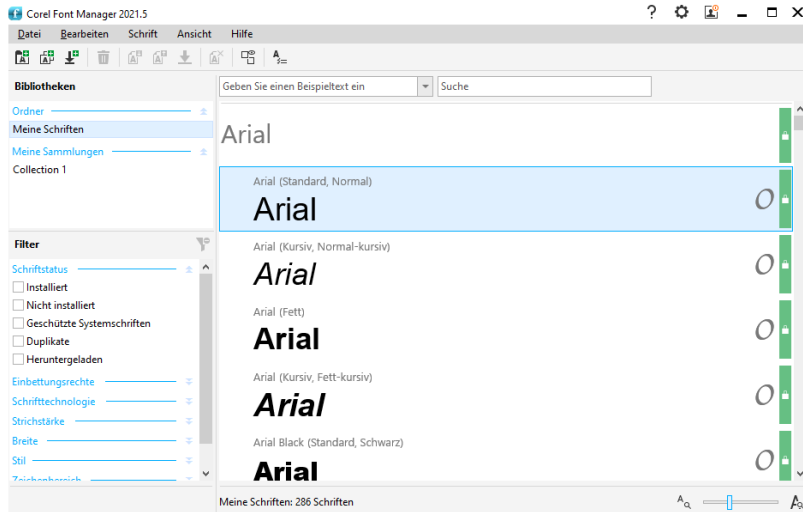 Corel Font Manager 2021.5
Datei Bearbeiten Schrift Ansicht Hilfe
Bibliotheken
Geben Sie einen Beispieltext ein
Suche
Ordner
Meine Schriften
Meine Sammlungen
Collection 1
Filter
Schriftstatus
Installiert
Nicht installiert
Geschützte Systemschriften
Duplikate
Heruntergeladen
Einbettungsrechte
Schrifttechnologie
Strichstärke
Breite
Stil
Zeichenbereich
Arial
Arial (Standard, Normal)
Arial
Arial (Kursiv, Normal-kursiv)
Arial
Arial (Fett)
Arial
Arial (Kursiv, Fett-kursiv)
Arial
Arial Black (Standard, Schwarz)
Arial
Meine Schriften: 286 Schriften